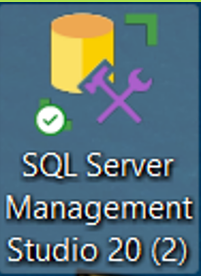 SQL Server
Management
Studio 20 (2)